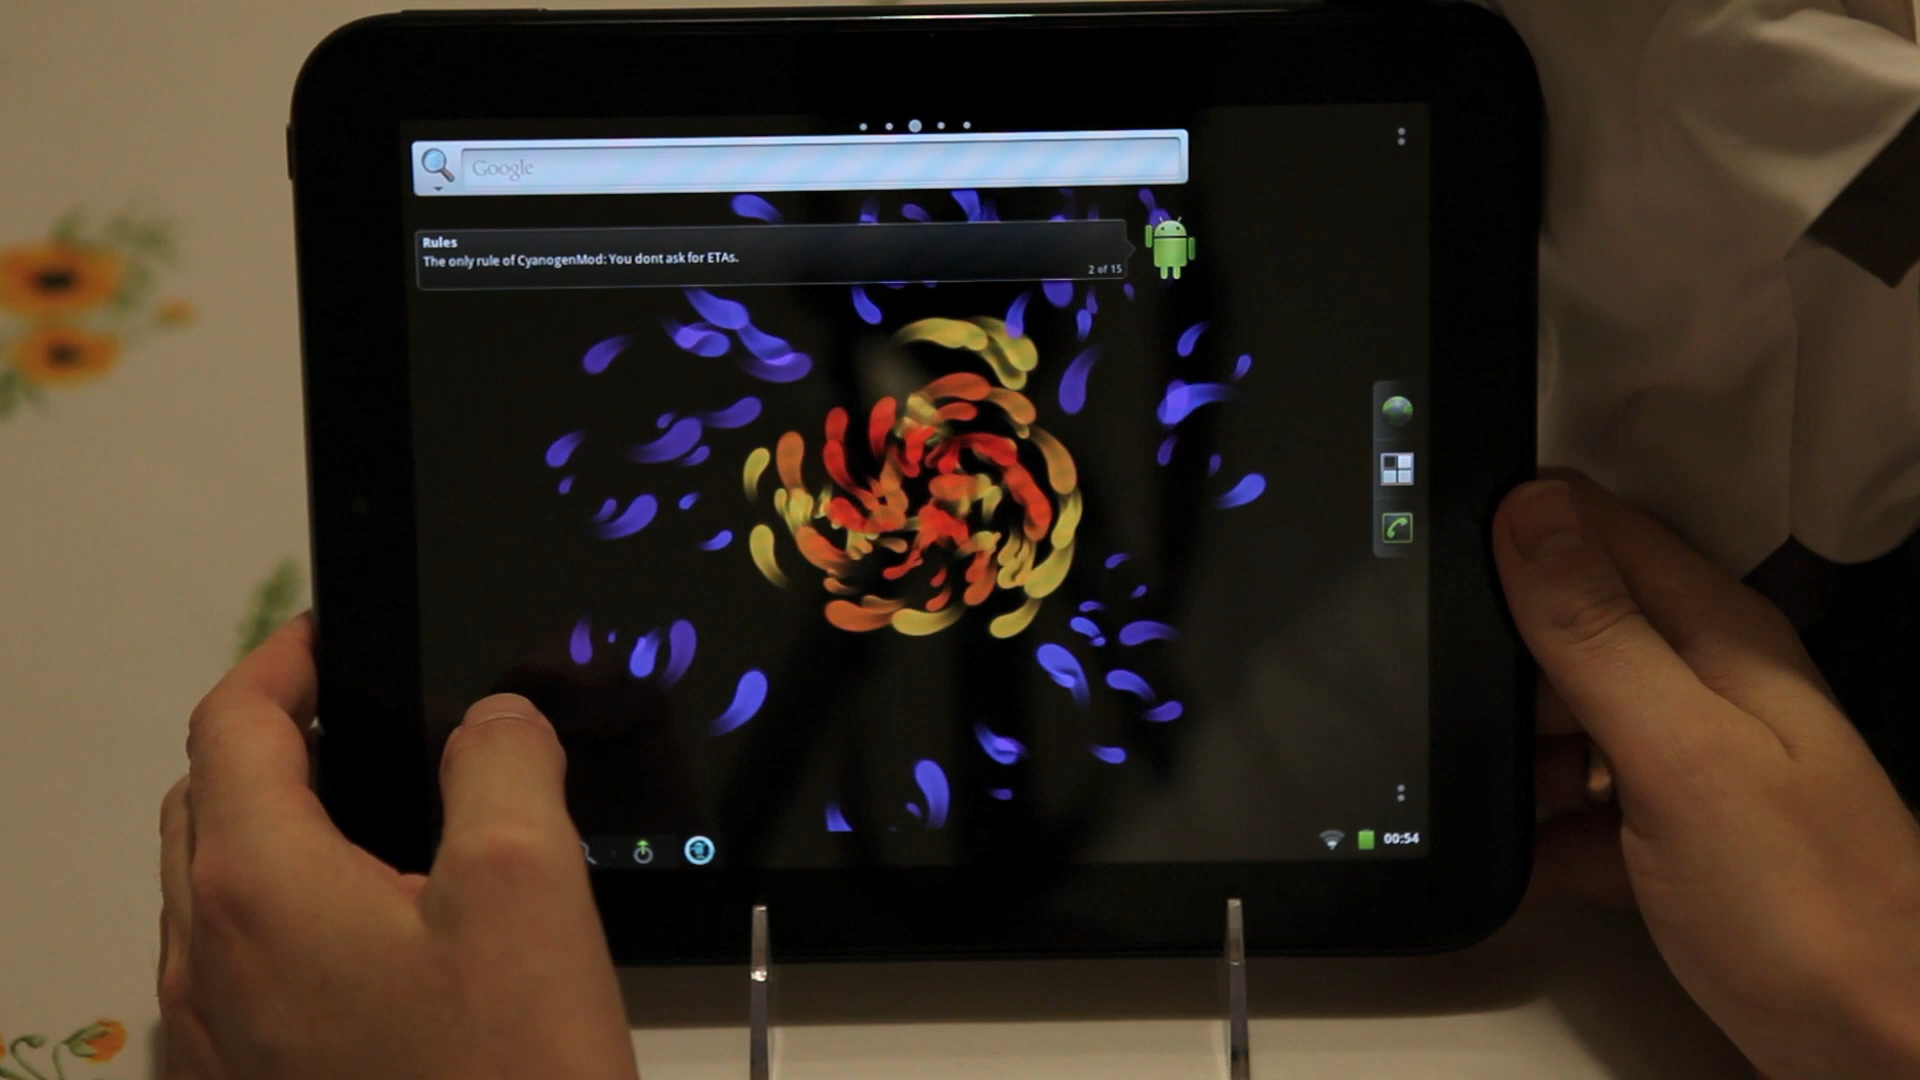 Google
Rules
The only rule of CyanogenMod: You dont ask for ETAs.
2 of 15
00:54